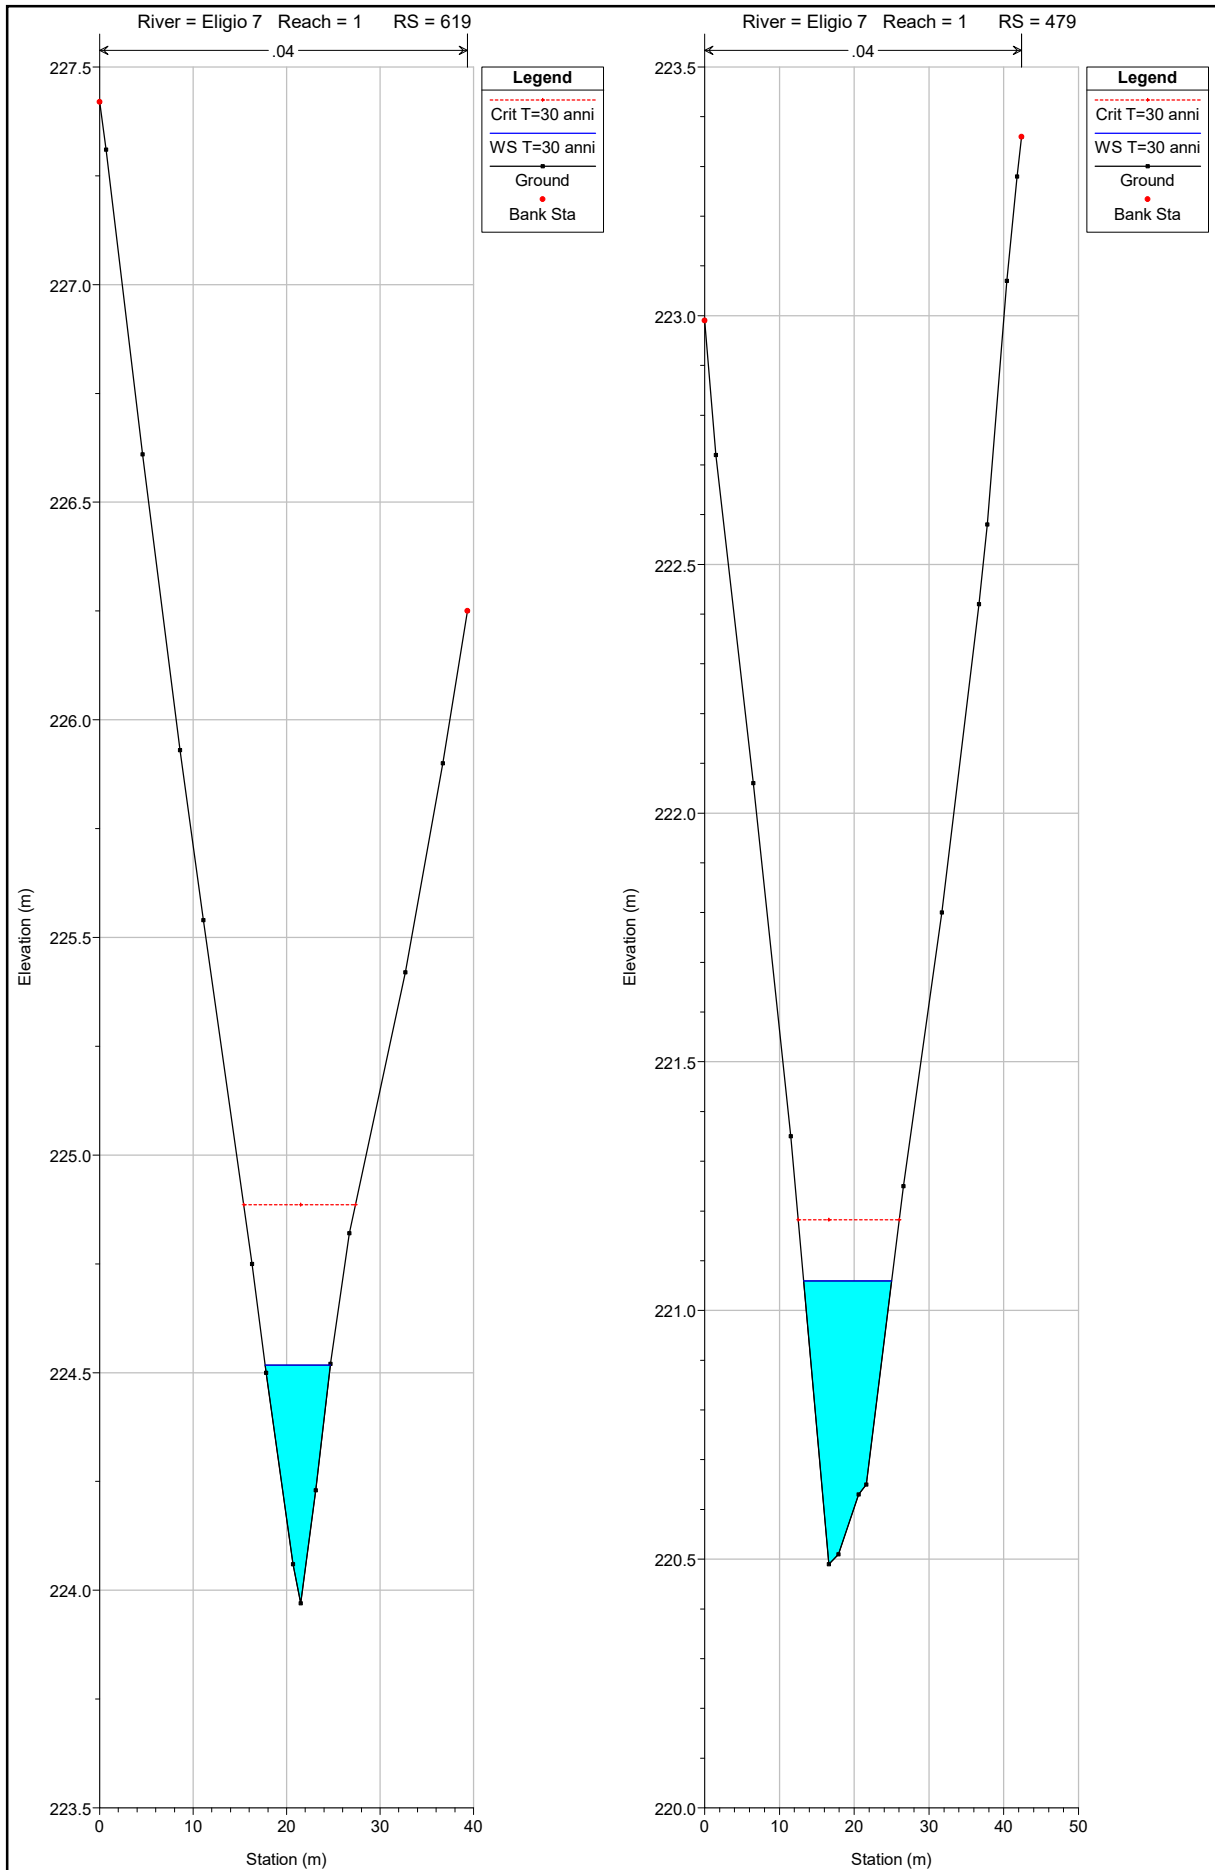 River = Eligio 7 Reach = 1 RS = 619
.04
227.5
227.0
226.5
226.0
225.5
225.0
224.5
224.0
223.5
Elevation (m)
0 10 20 30 40
Station (m)
Legend
Crit T=30 anni
WS T=30 anni
Ground
Bank Sta
River = Eligio 7 Reach = 1 RS = 479
.04
223.5
223.0
222.5
222.0
221.5
221.0
220.5
220.0
Elevation (m)
0 10 20 30 40 50
Station (m)
Legend
Crit T=30 anni
WS T=30 anni
Ground
Bank Sta